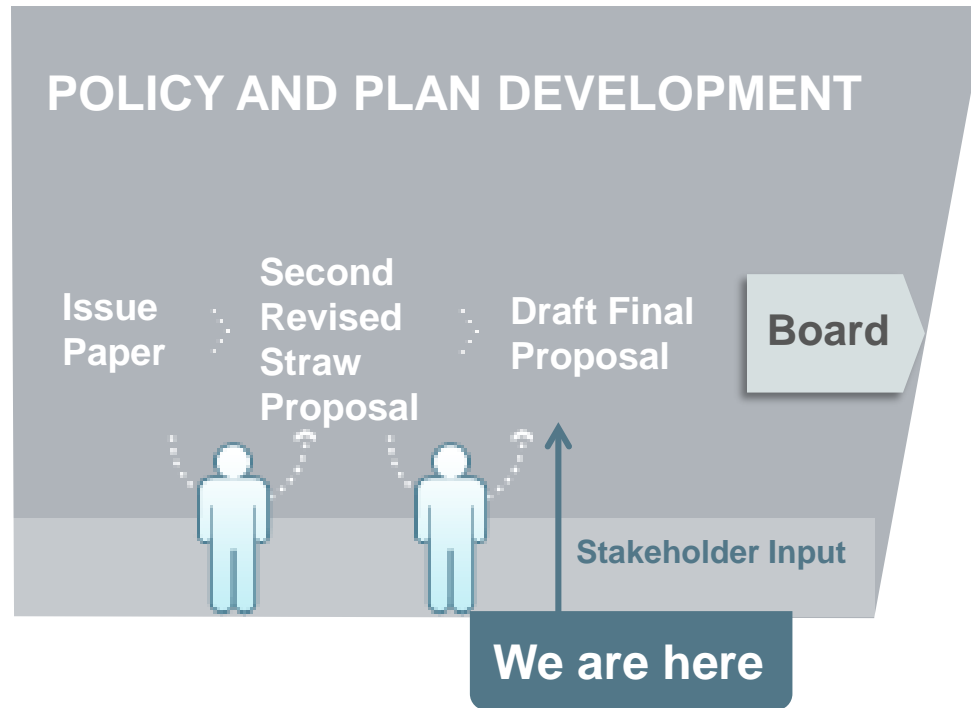 POLICY AND PLAN DEVELOPMENT
Issue
Paper
Second
Revised
Straw
Proposal
Draft Final
Proposal
Board
Stakeholder Input
We are here